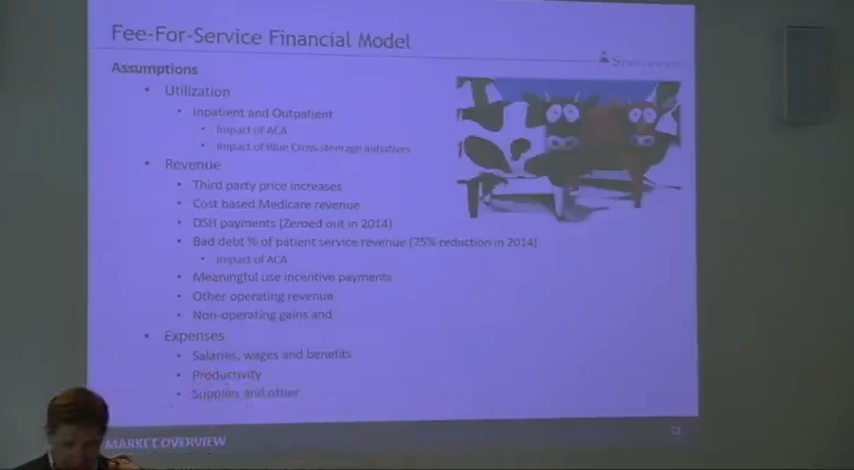 Fee-For-Service Financial Model
Assumptions
• Utilization
• Inpatient and Outpatient
• Impact of ACA
• Impact of Blue Cross steerage initiatives
• Revenue
• Third party price increases
• Cost based Medicare revenue
• DSH payments (Zeroed out in 2014)
• Bad debt % of patient service revenue (75% reduction in 2014)
• Impact of ACA
• Meaningful use incentive payments
• Other operating revenue
• Non-operating gains and
• Expenses
• Salaries, wages and benefits
• Productivity
• Supplies and other
MARKET OVERVIEW